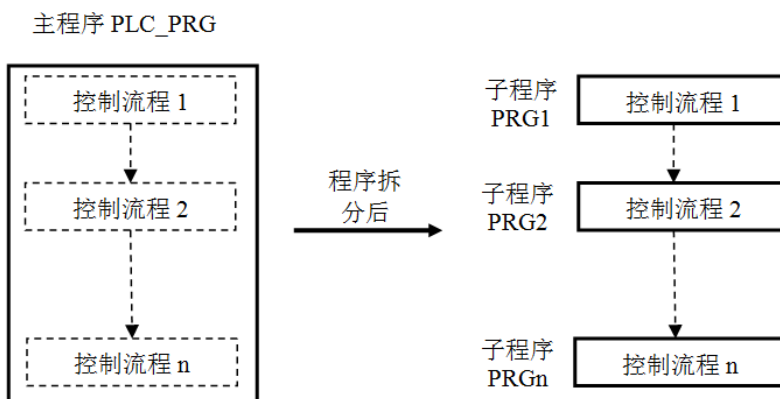 主程序 PLC_PRG
控制流程 1
控制流程 2
控制流程 n
程序拆
分后
子程序
PRG1
控制流程 1
子程序
PRG2
控制流程 2
子程序
PRGn
控制流程 n